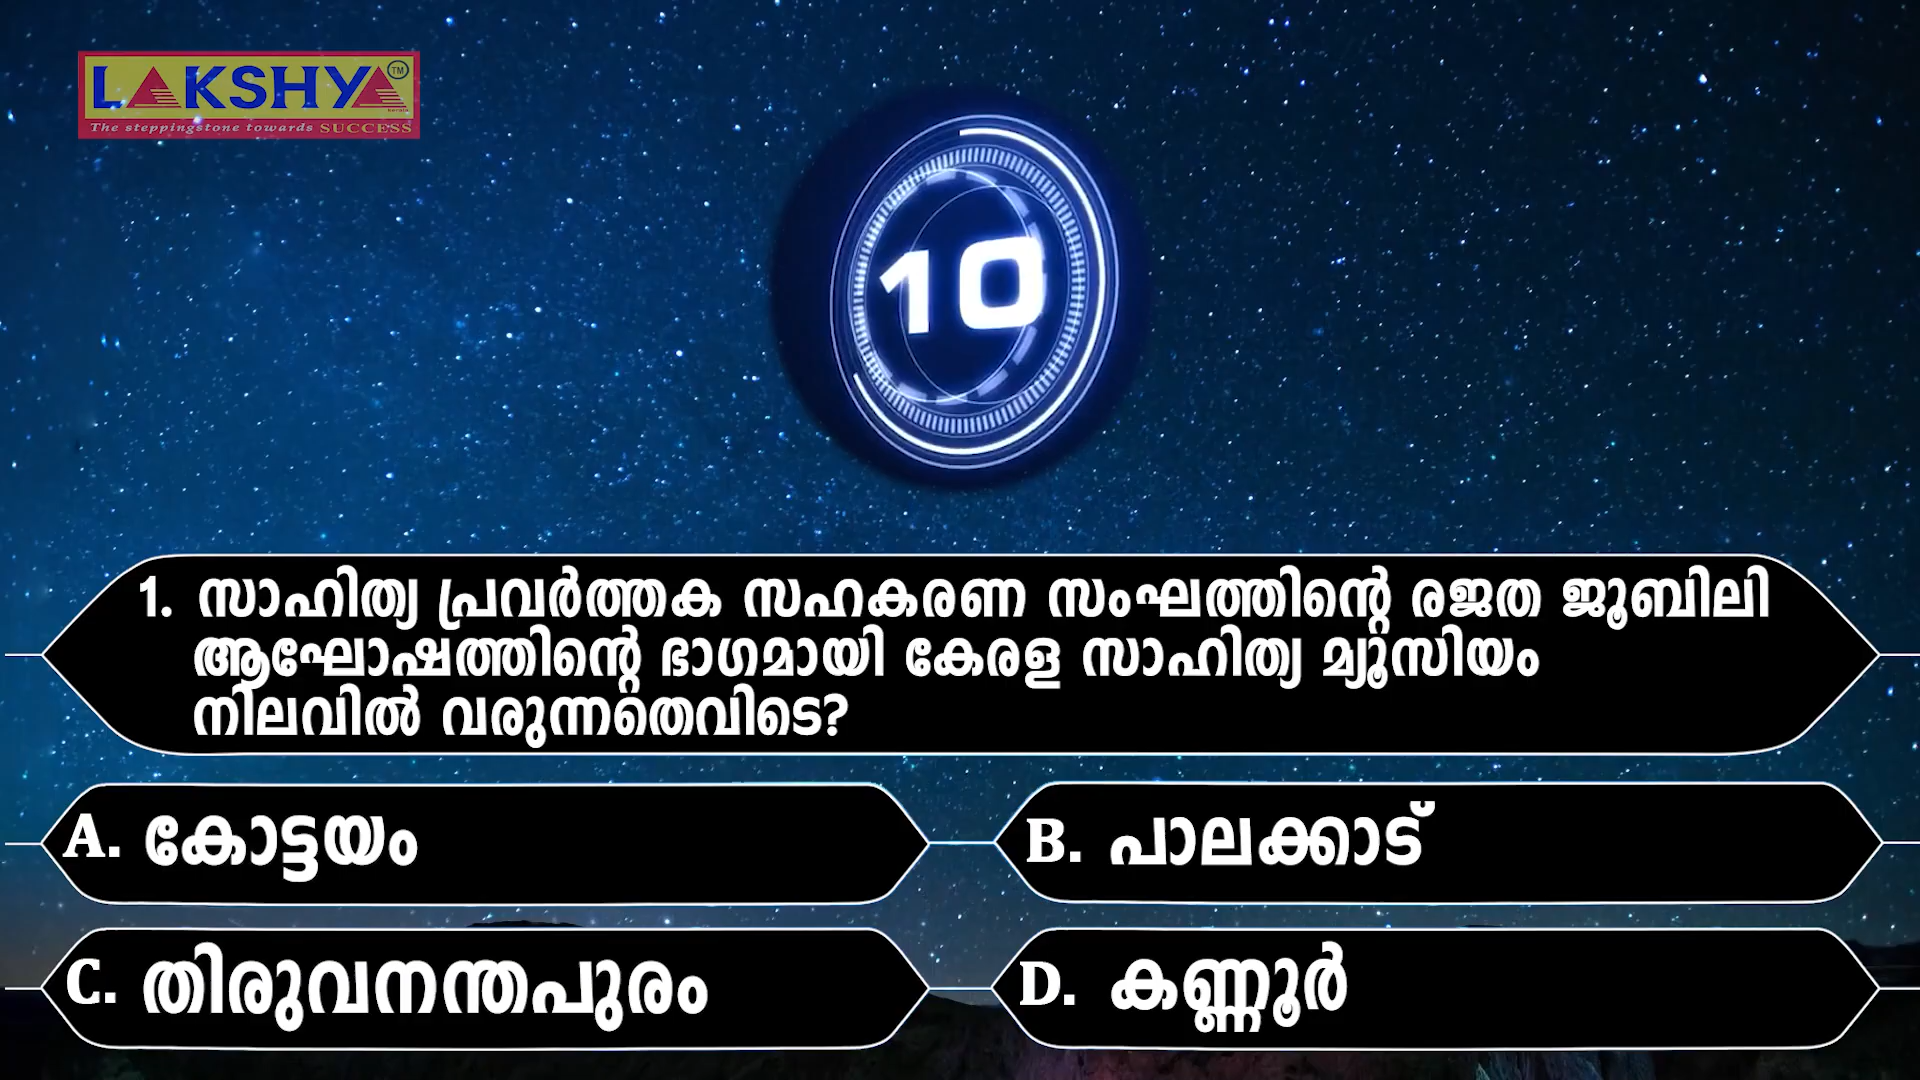 LAKSHYA TM
The steppingstone towards SUCCESS
10
1. സാഹിത്യ പ്രവർത്തക സഹകരണ സംഘത്തിന്റെ രജത ജൂബിലി
ആഘോഷത്തിന്റെ ഭാഗമായി കേരള സാഹിത്യ മ്യൂസിയം
നിലവിൽ വരുന്നതെവിടെ?
A. കോട്ടയം
B. പാലക്കാട്
C. തിരുവനന്തപുരം
D. കണ്ണൂർ